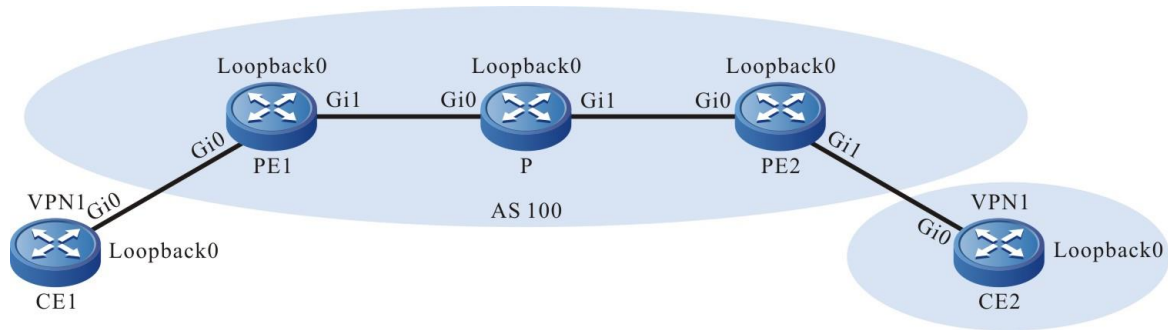 Loopback0 Loopback0 Loopback0
Gi1 Gi0 Gi1 Gi0
Gi0 PE1 P PE2 Gi1
VPN1 Gi0 AS 100 VPN1
Gi0
Loopback0 Loopback0
CE1 CE2